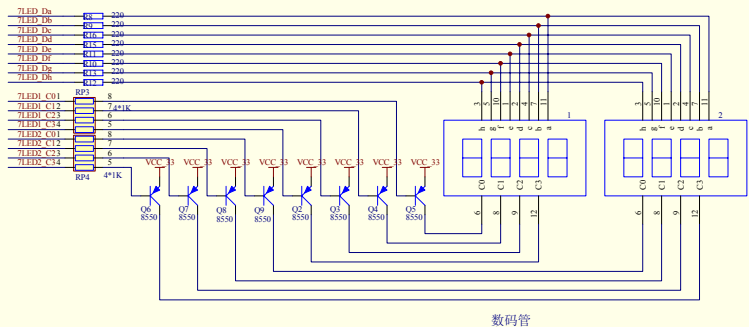 7LED_Da R8 220
7LED_Db R9 220
7LED_Dc R16 220
7LED_Dd R15 220
7LED_De R11 220
7LED_Df R10 220
7LED_Dg R13 220
7LED_Dh R12 220
RP3
7LED1_C01 8
7LED1_C12 7 4*1K
7LED1_C23 6
7LED1_C34 5
7LED2_C01 8
7LED2_C12 7
7LED2_C23 6
7LED2_C34 5
RP4 4*1K
VCC_33 VCC_33 VCC_33 VCC_33 VCC_33 VCC_33 VCC_33 VCC_33
Q6 Q7 Q8 Q9 Q2 Q3 Q4 Q5
8550 8550 8550 8550 8550 8550 8550 8550
3 5 10 1 2 4 7 11
h g f e d c b a
1
C0 C1 C2 C3
6 8 9 12
3 5 10 1 2 4 7 11
h g f e d c b a
2
C0 C1 C2 C3
6 8 9 12
数码管